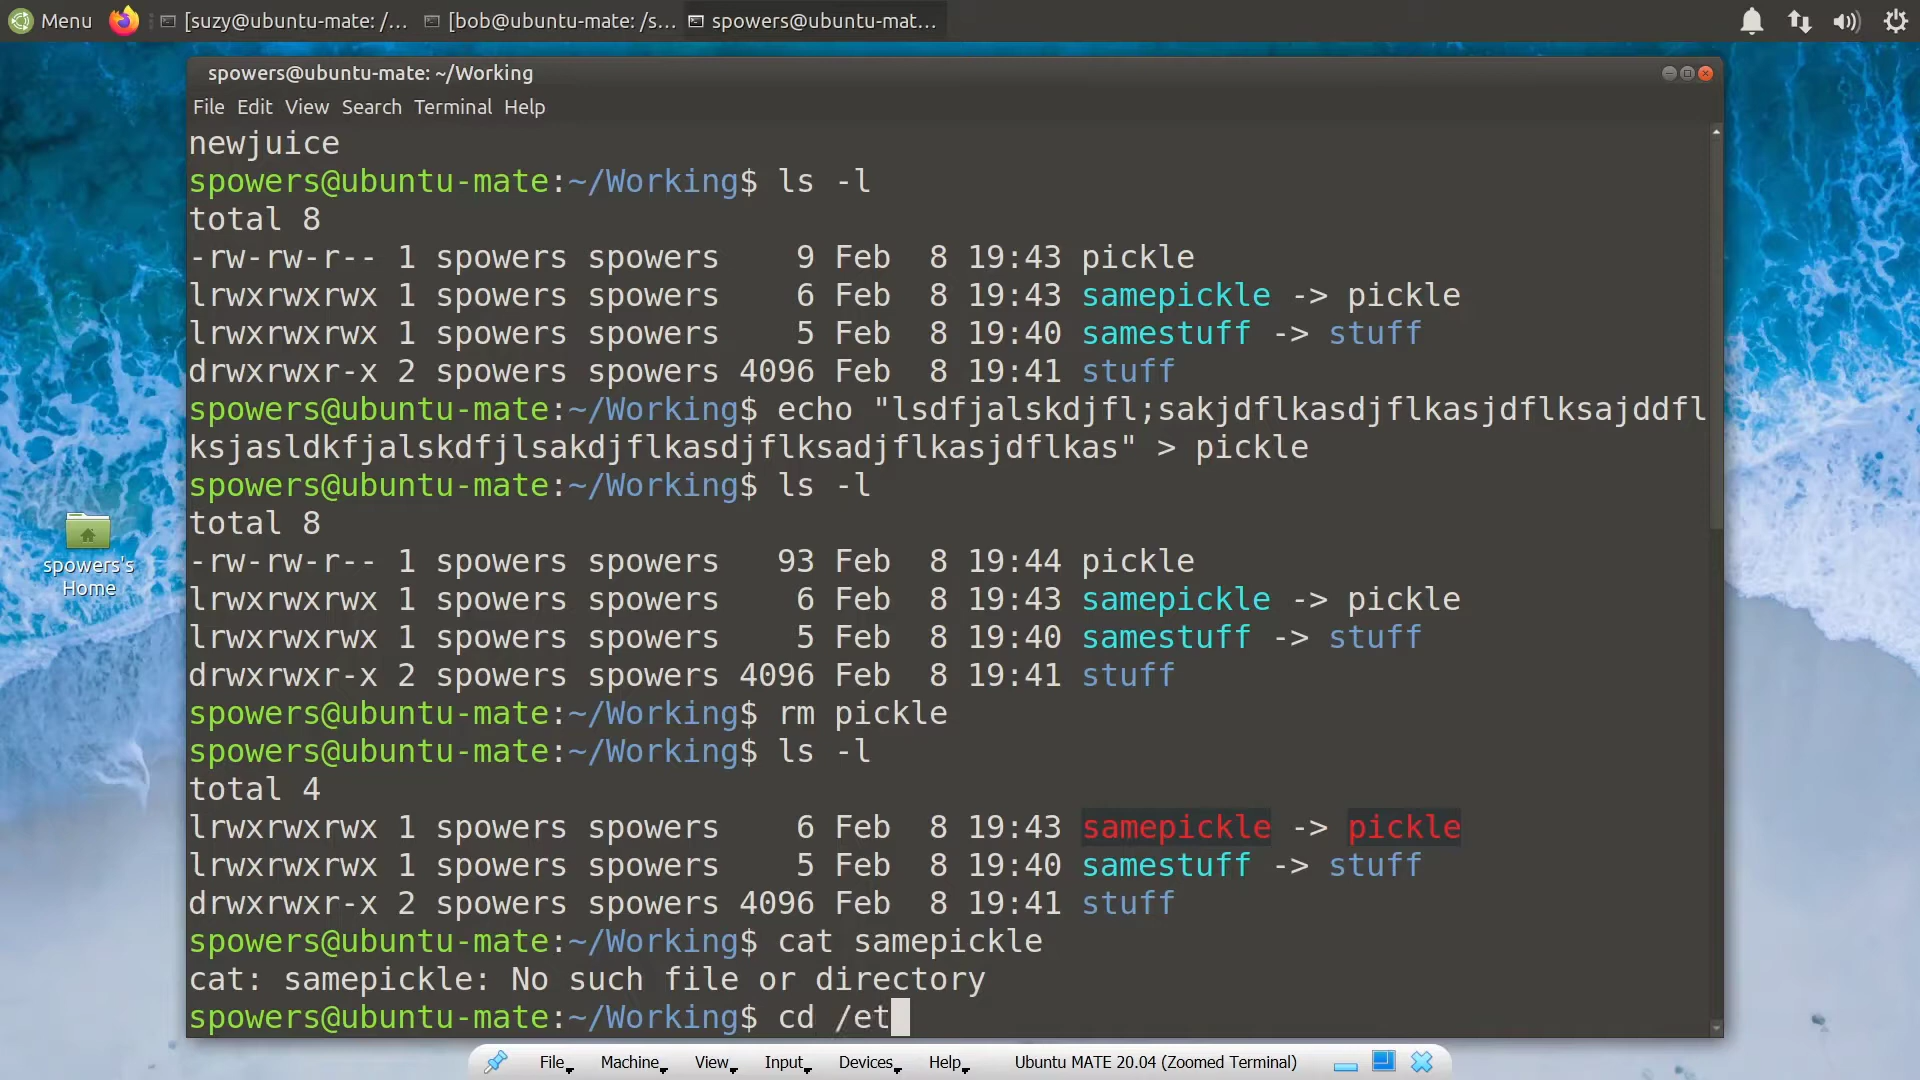 Menu [suzy@ubuntu-mate: /... [bob@ubuntu-mate: /s... spowers@ubuntu-mat...
spowers@ubuntu-mate: ~/Working
File Edit View Search Terminal Help
newjuice
spowers@ubuntu-mate:~/Working$ ls -l
total 8
-rw-rw-r-- 1 spowers spowers    9 Feb  8 19:43 pickle
lrwxrwxrwx 1 spowers spowers    6 Feb  8 19:43 samepickle -> pickle
lrwxrwxrwx 1 spowers spowers    5 Feb  8 19:40 samestuff -> stuff
drwxrwxr-x 2 spowers spowers 4096 Feb  8 19:41 stuff
spowers@ubuntu-mate:~/Working$ echo "lsdfjalskdjfl;sakjdflkasdjflkasjdflksajddfl
ksjasldkfjalskdfjlsakdjflkasdjflksadjflkasjdflkas" > pickle
spowers@ubuntu-mate:~/Working$ ls -l
total 8
-rw-rw-r-- 1 spowers spowers   93 Feb  8 19:44 pickle
lrwxrwxrwx 1 spowers spowers    6 Feb  8 19:43 samepickle -> pickle
lrwxrwxrwx 1 spowers spowers    5 Feb  8 19:40 samestuff -> stuff
drwxrwxr-x 2 spowers spowers 4096 Feb  8 19:41 stuff
spowers@ubuntu-mate:~/Working$ rm pickle
spowers@ubuntu-mate:~/Working$ ls -l
total 4
lrwxrwxrwx 1 spowers spowers    6 Feb  8 19:43 samepickle -> pickle
lrwxrwxrwx 1 spowers spowers    5 Feb  8 19:40 samestuff -> stuff
drwxrwxr-x 2 spowers spowers 4096 Feb  8 19:41 stuff
spowers@ubuntu-mate:~/Working$ cat samepickle
cat: samepickle: No such file or directory
spowers@ubuntu-mate:~/Working$ cd /et
spowers's
Home
File Machine View Input Devices Help Ubuntu MATE 20.04 (Zoomed Terminal)